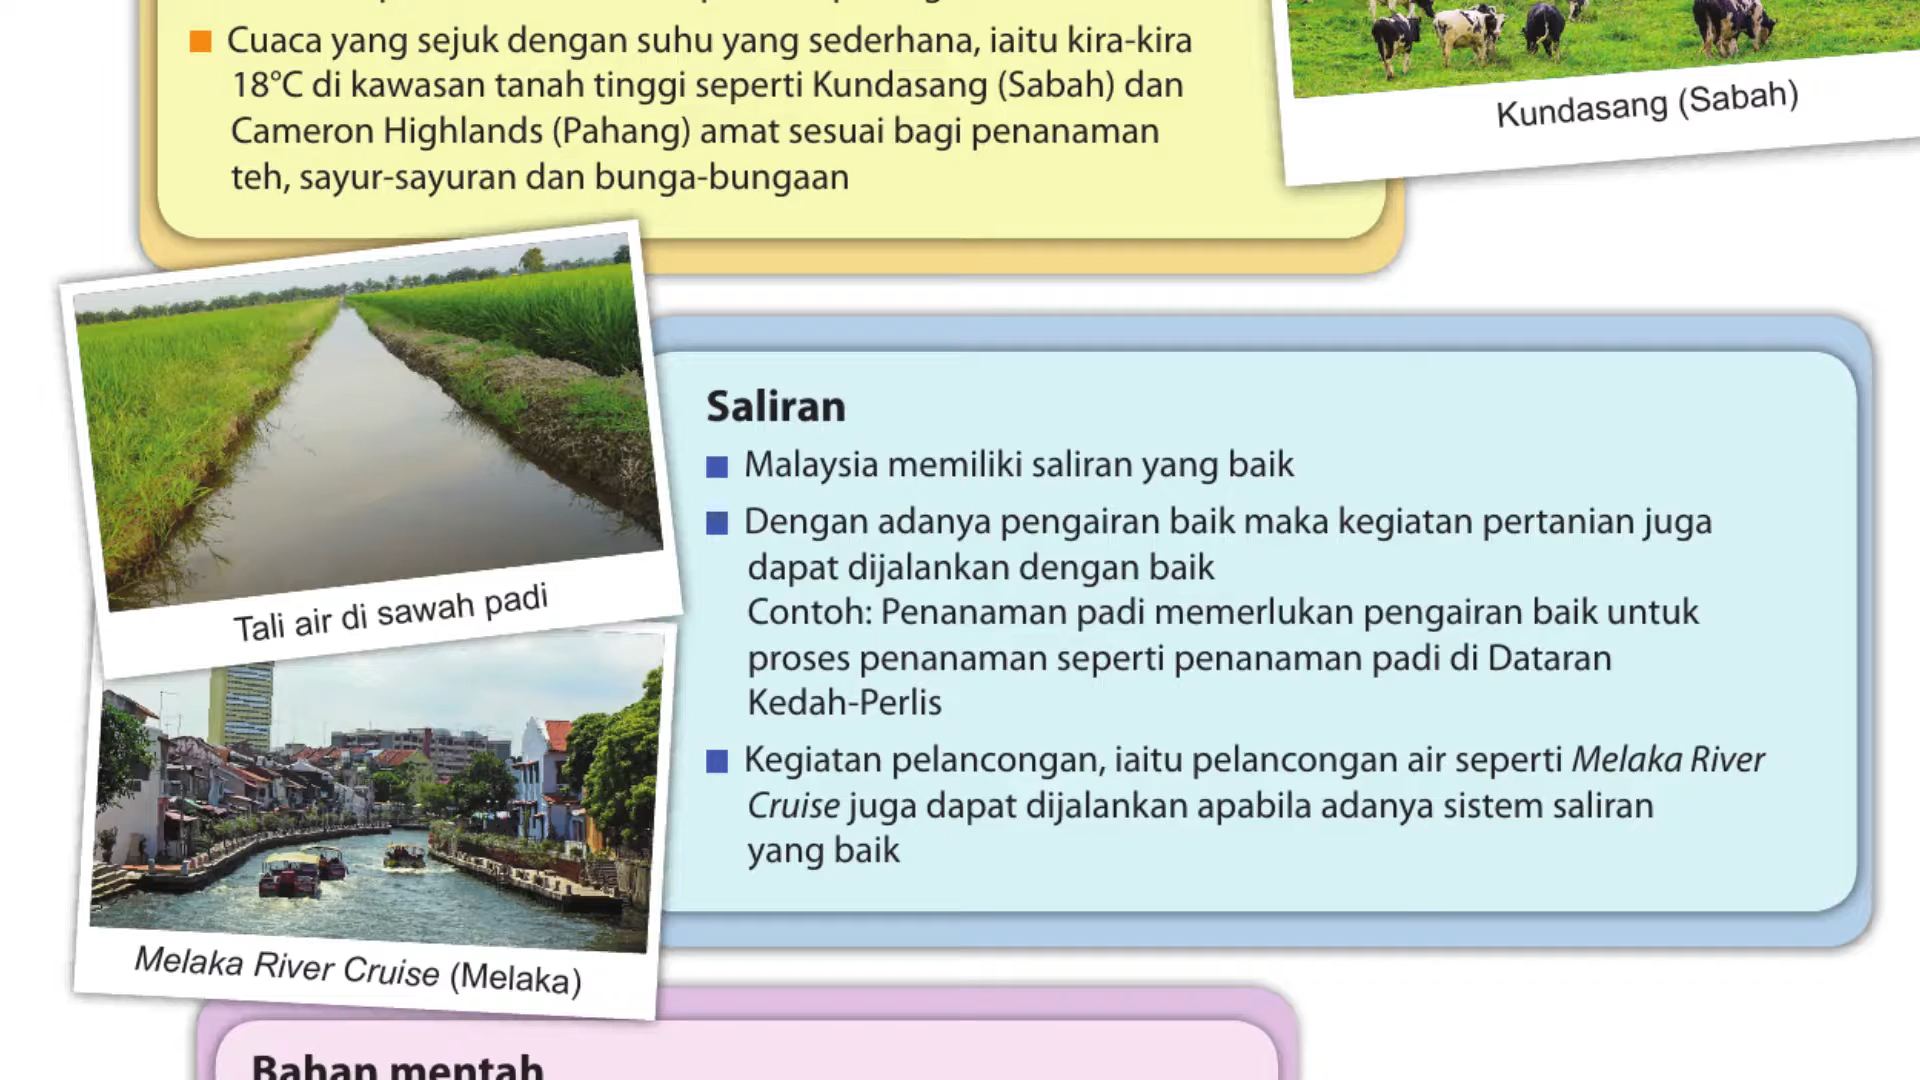 Cuaca yang sejuk dengan suhu yang sederhana, iaitu kira-kira
18°C di kawasan tanah tinggi seperti Kundasang (Sabah) dan
Cameron Highlands (Pahang) amat sesuai bagi penanaman
teh, sayur-sayuran dan bunga-bungaan
Kundasang (Sabah)
Tali air di sawah padi
Saliran
Malaysia memiliki saliran yang baik
Dengan adanya pengairan baik maka kegiatan pertanian juga
dapat dijalankan dengan baik
Contoh: Penanaman padi memerlukan pengairan baik untuk
proses penanaman seperti penanaman padi di Dataran
Kedah-Perlis
Kegiatan pelancongan, iaitu pelancongan air seperti Melaka River
Cruise juga dapat dijalankan apabila adanya sistem saliran
yang baik
Melaka River Cruise (Melaka)
Bahan mentah